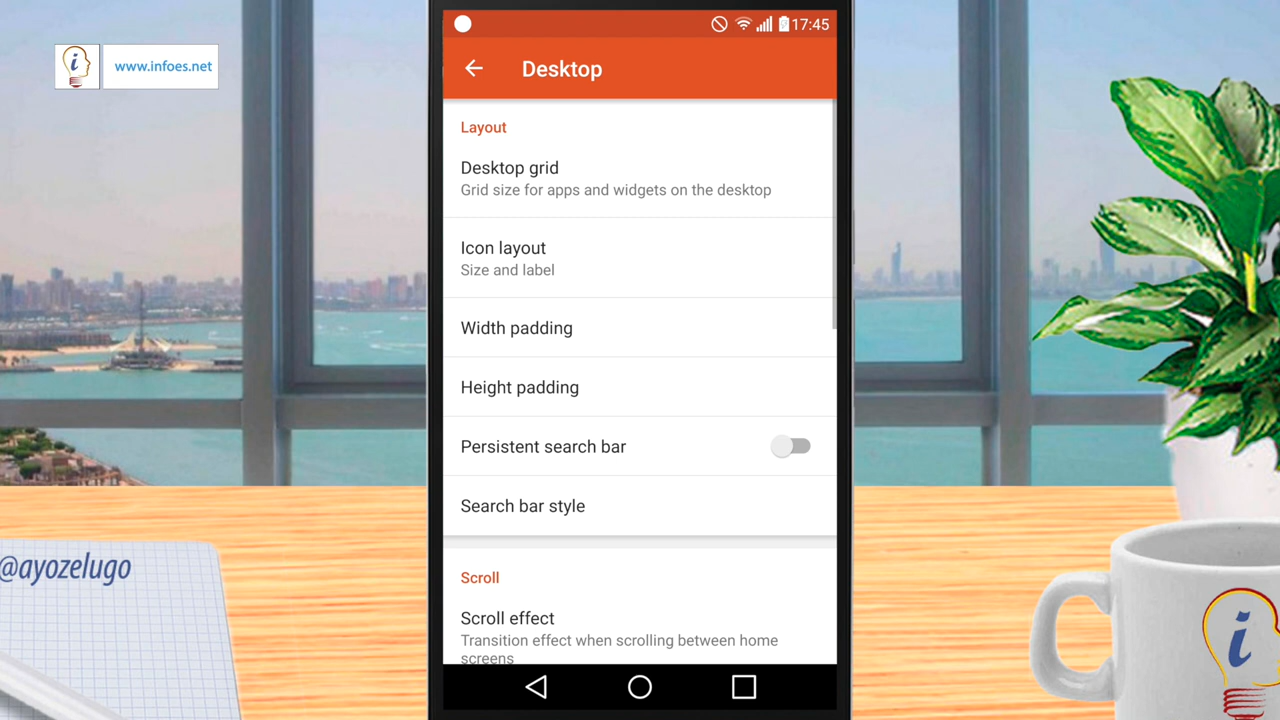 i
www.infoes.net
17:45
Desktop
Layout
Desktop grid
Grid size for apps and widgets on the desktop
Icon layout
Size and label
Width padding
Height padding
Persistent search bar
Search bar style
Scroll
Scroll effect
Transition effect when scrolling between home
screens
@ayozelugo
i